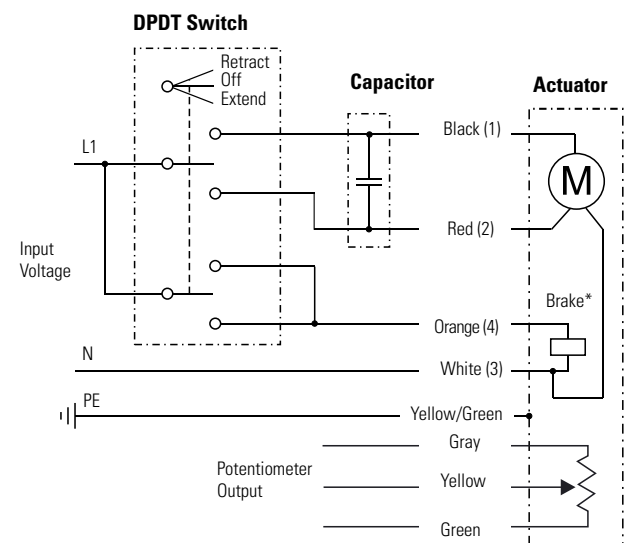 DPDT Switch
Retract
Off
Extend
Capacitor
Actuator
L1
Black (1)
M
Red (2)
Input
Voltage
Brake*
Orange (4)
N
White (3)
PE
Yellow/Green
Gray
Potentiometer
Output
Yellow
Green